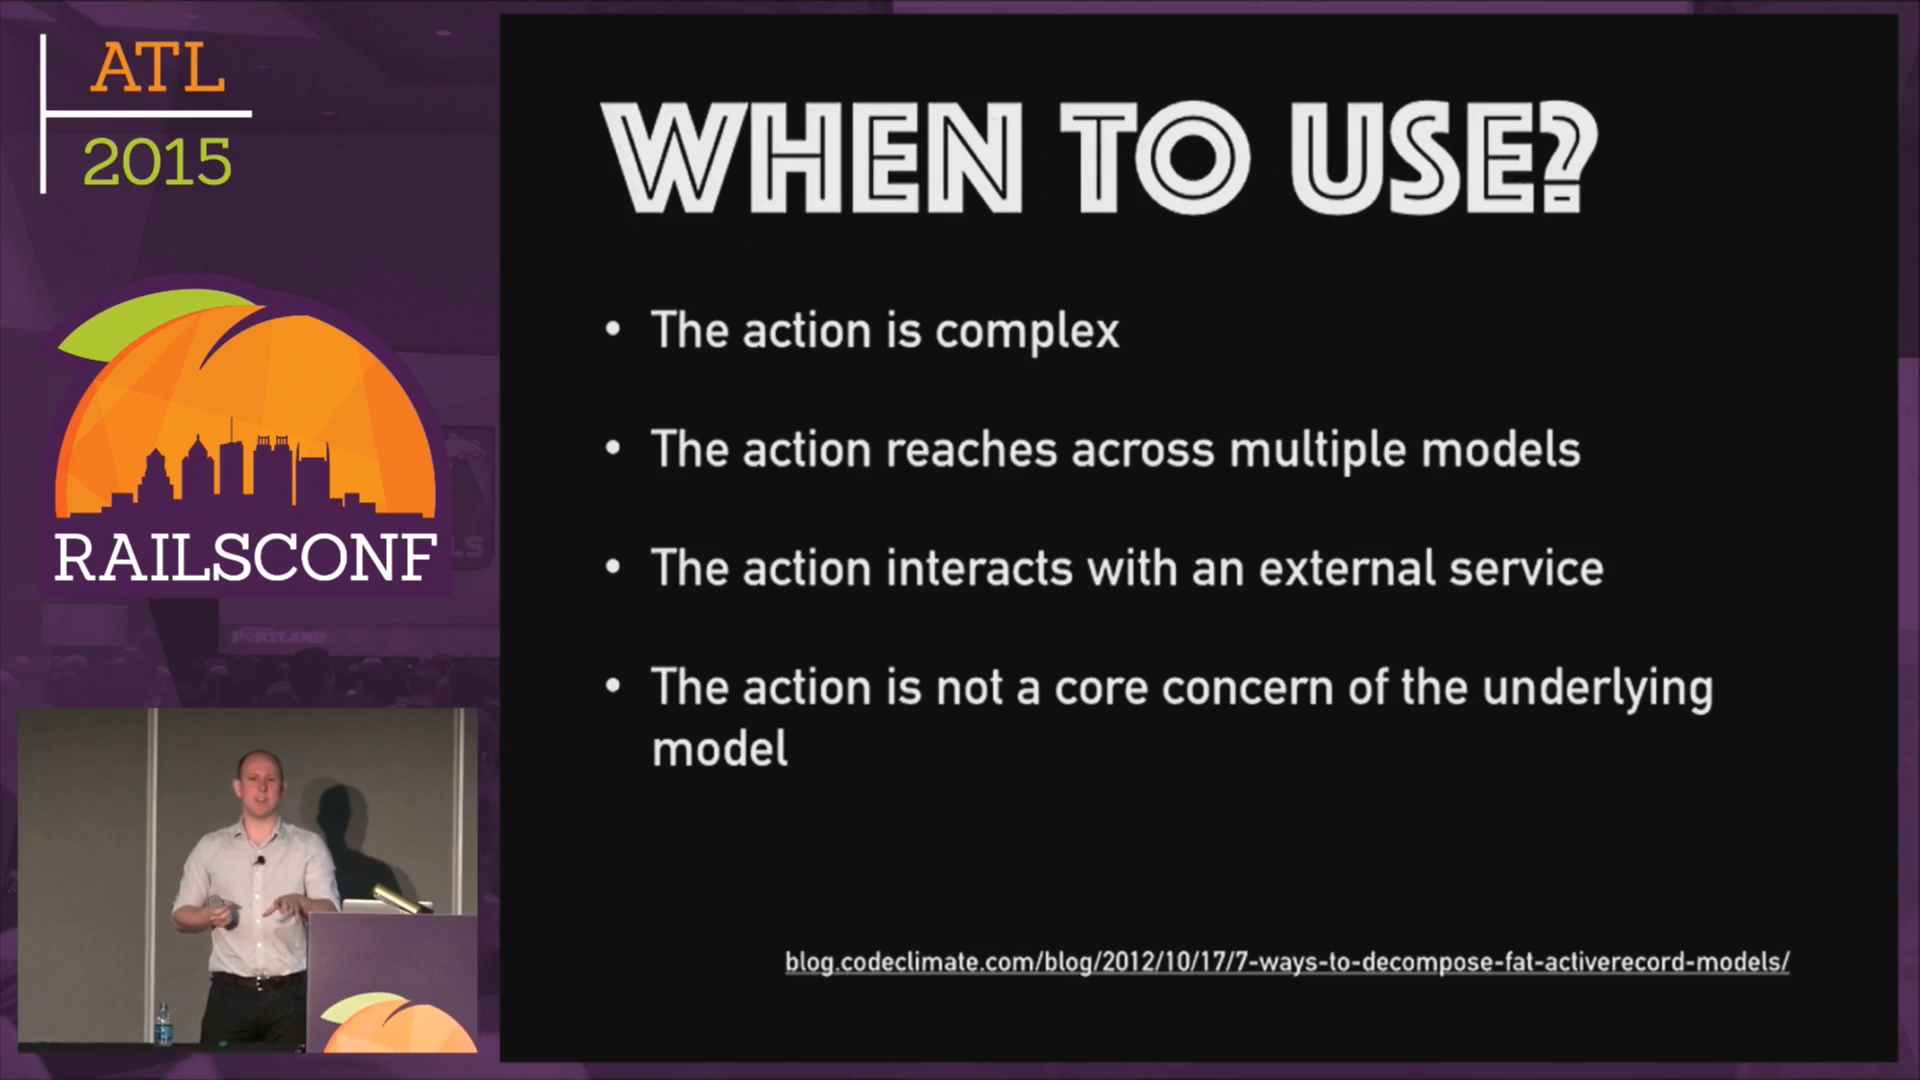 ATL
2015
RAILSCONF
PORTLAND
WHEN TO USE?
• The action is complex
• The action reaches across multiple models
• The action interacts with an external service
• The action is not a core concern of the underlying
model
blog.codeclimate.com/blog/2012/10/17/7-ways-to-decompose-fat-activerecord-models/